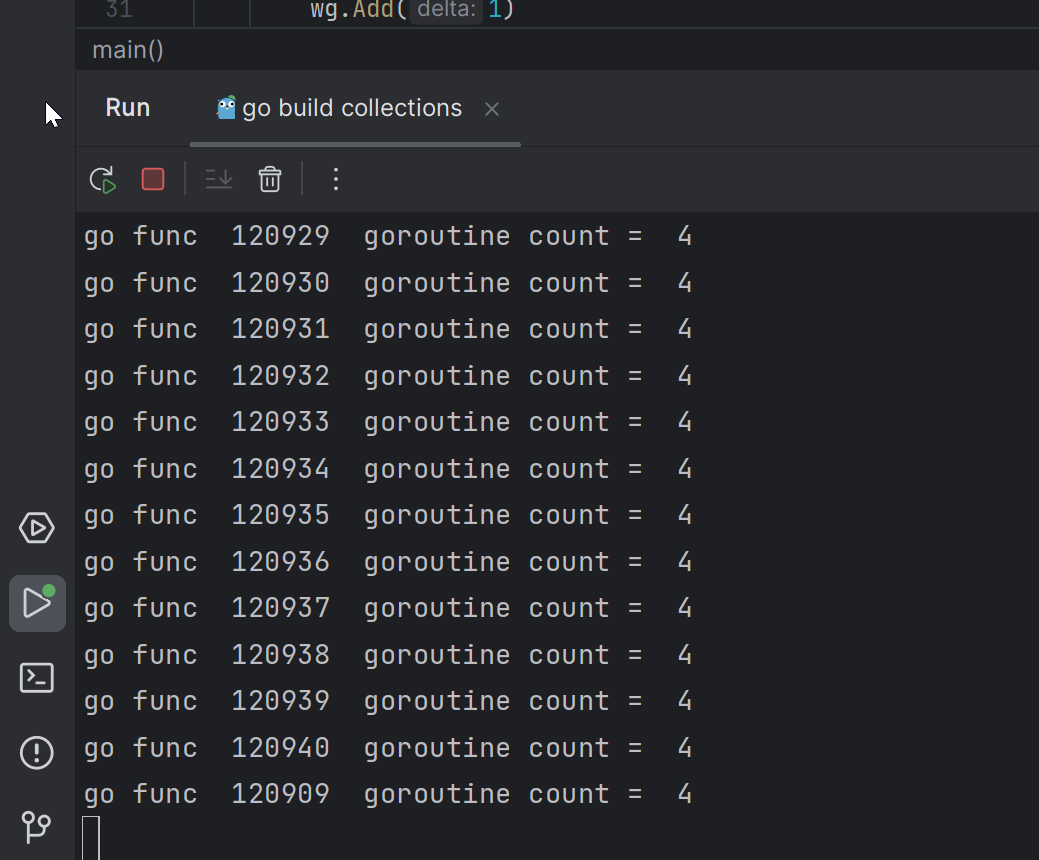 31 wg.Add( delta: 1)
main()
Run go build collections
go func  120929  goroutine count =  4
go func  120930  goroutine count =  4
go func  120931  goroutine count =  4
go func  120932  goroutine count =  4
go func  120933  goroutine count =  4
go func  120934  goroutine count =  4
go func  120935  goroutine count =  4
go func  120936  goroutine count =  4
go func  120937  goroutine count =  4
go func  120938  goroutine count =  4
go func  120939  goroutine count =  4
go func  120940  goroutine count =  4
go func  120909  goroutine count =  4